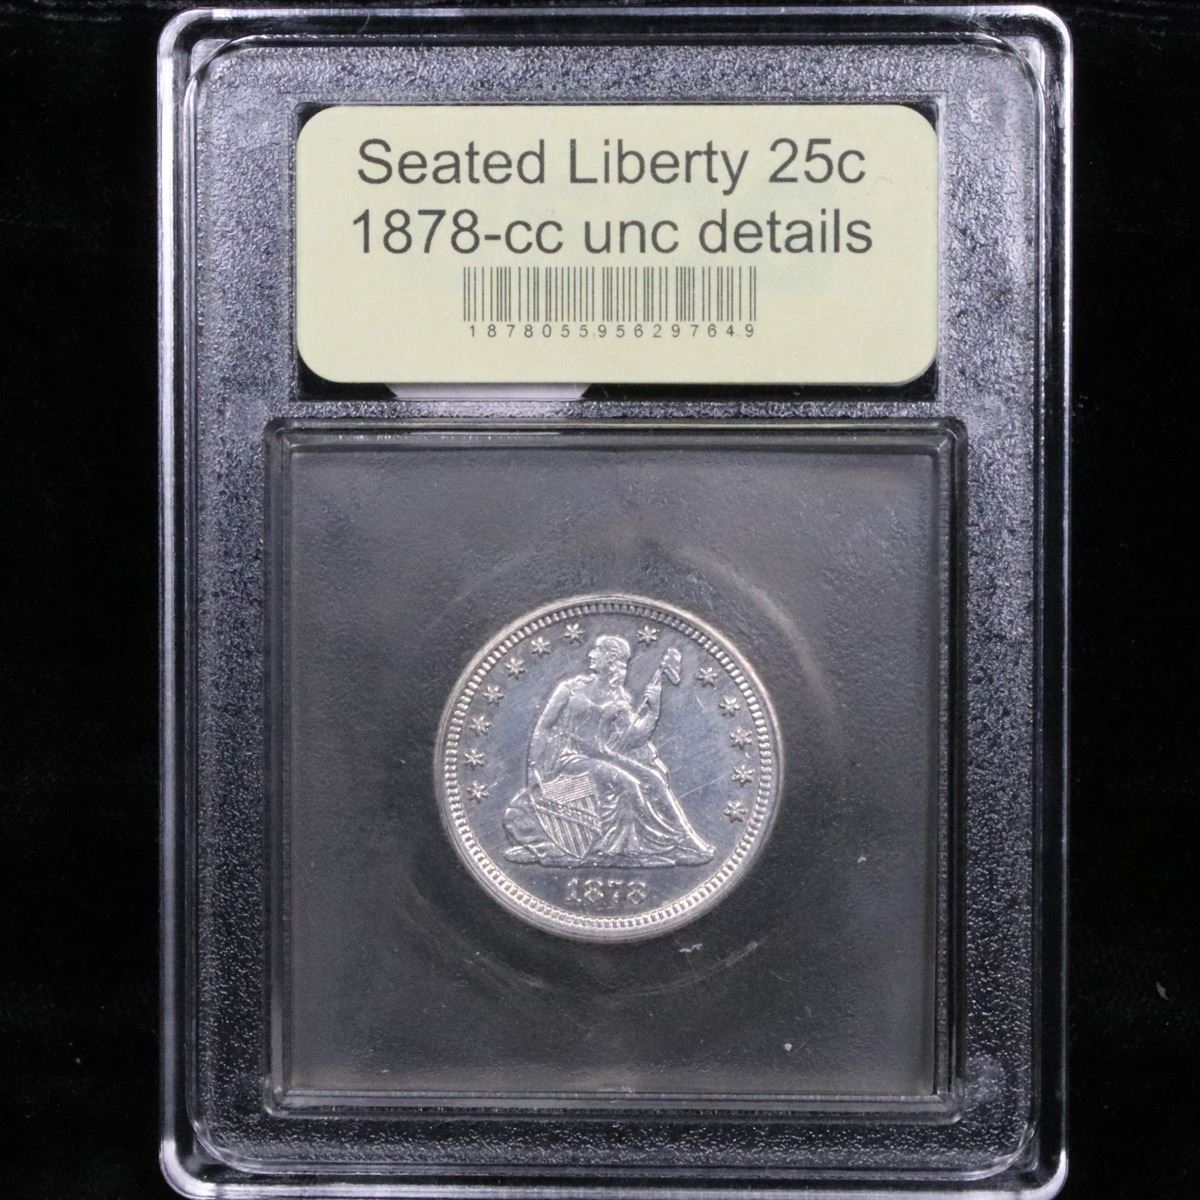 Seated Liberty 25c
1878-cc unc details
1878055956297649
1878